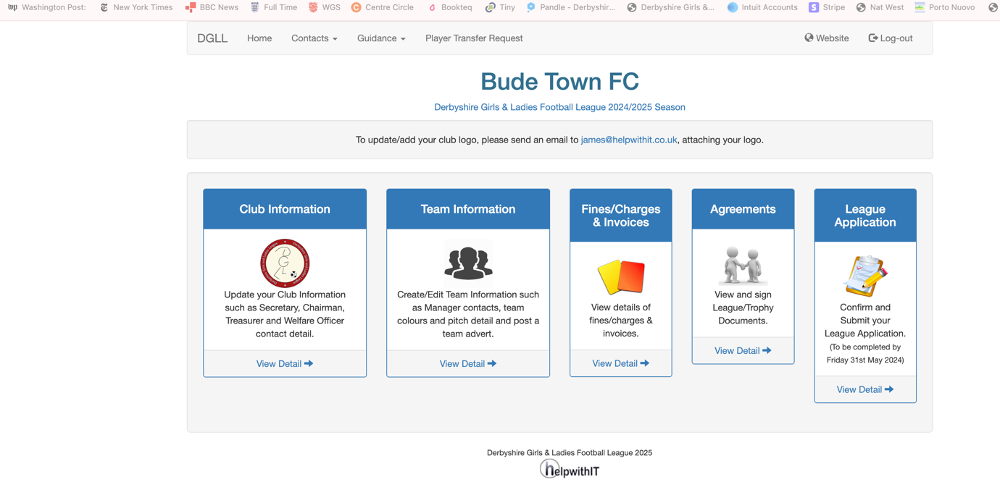 Washington Post: New York Times BBC News Full Time WGS Centre Circle Bookteq Tiny Pandle - Derbyshir... Derbyshire Girls &... Intuit Accounts Stripe Nat West Porto Nuovo
DGLL Home Contacts Guidance Player Transfer Request Website Log-out
Bude Town FC
Derbyshire Girls & Ladies Football League 2024/2025 Season
To update/add your club logo, please send an email to james@helpwithit.co.uk, attaching your logo.
Club Information
Update your Club Information
such as Secretary, Chairman,
Treasurer and Welfare Officer
contact detail.
View Detail
Team Information
Create/Edit Team Information such
as Manager contacts, team
colours and pitch detail and post a
team advert.
View Detail
Fines/Charges
& Invoices
View details of
fines/charges &
invoices.
View Detail
Agreements
View and sign
League/Trophy
Documents.
View Detail
League
Application
Confirm and
Submit your
League Application.
(To be completed by
Friday 31st May 2024)
View Detail
Derbyshire Girls & Ladies Football League 2025
helpwithIT